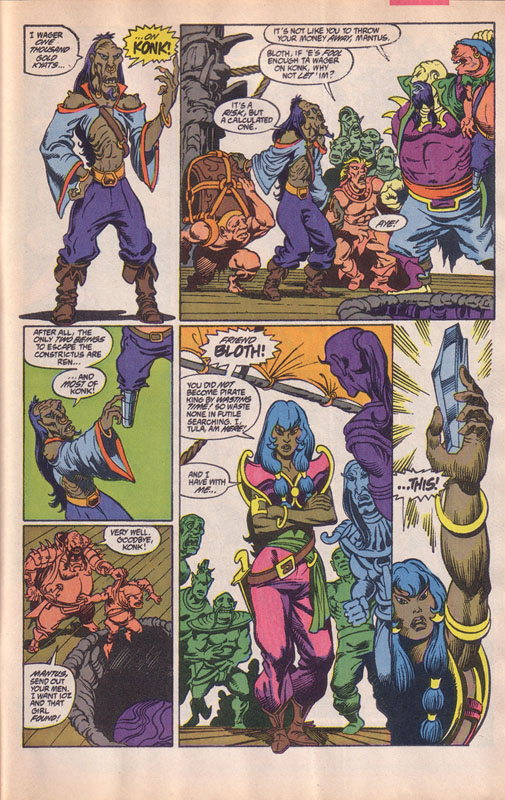 I WAGER
ONE
THOUSAND
GOLD
KYATS...
...ON
KONK!
IT'S NOT LIKE YOU TO THROW
YOUR MONEY AWAY, MANTUS.
BLOTH, IF 'E'S FOOL
ENOUGH TA WAGER
ON KONK, WHY
NOT LET 'IM?
IT'S A
RISK, BUT
A CALCULATED
ONE.
AYE!
AFTER ALL, THE
ONLY TWO BEINGS
TO ESCAPE THE
CONSTRICTUS ARE
REN...
...AND
MOST OF
KONK!
VERY WELL.
GOODBYE,
KONK!
MANTUS,
SEND OUT
YOUR MEN.
I WANT IOZ
AND THAT
GIRL
FOUND!
FRIEND
BLOTH!
YOU DID NOT
BECOME PIRATE
KING BY WASTING
TIME! SO WASTE
NONE IN FUTILE
SEARCHING. I,
TULA, AM HERE!
AND I
HAVE WITH
ME...
...THIS!